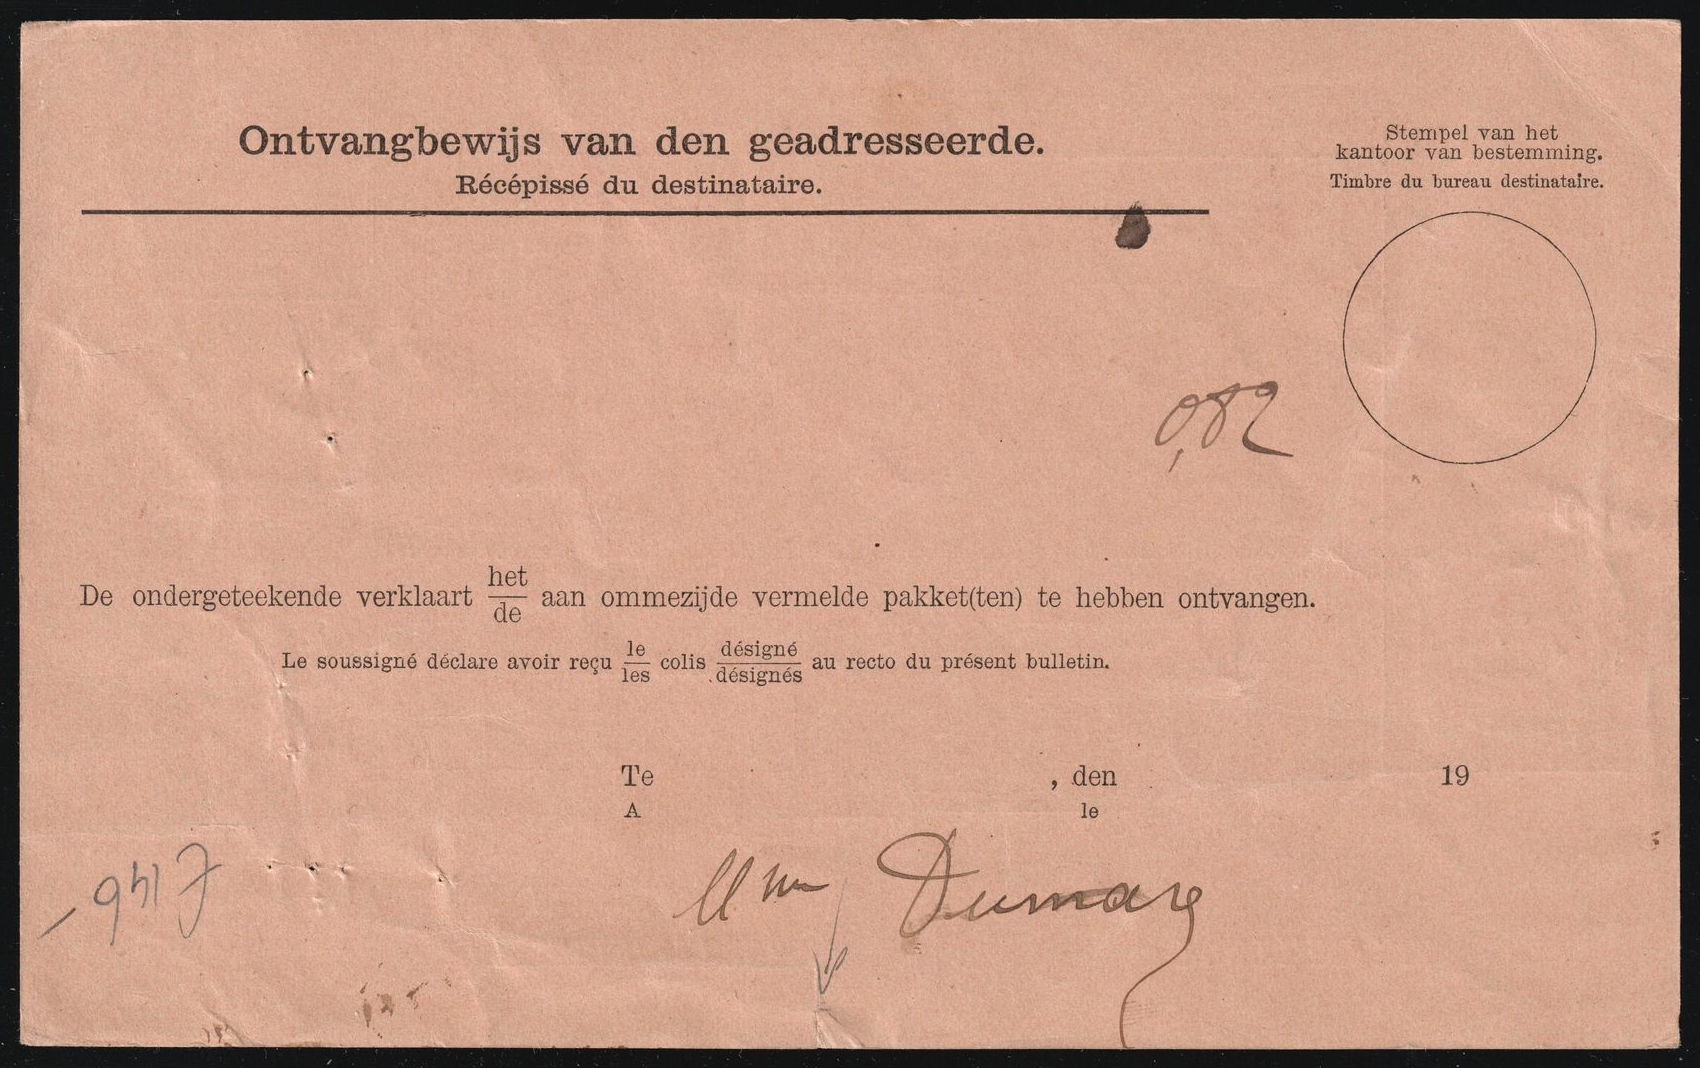 Ontvangbewijs van den geadresseerde.
Récépissé du destinataire.
Stempel van het
kantoor van bestemming.
Timbre du bureau destinataire.
0,82
De ondergeteekende verklaart het/de aan ommezijde vermelde pakket(ten) te hebben ontvangen.
Le soussigné déclare avoir reçu le/les colis désigné/désignés au recto du présent bulletin.
Te , den 19
A le